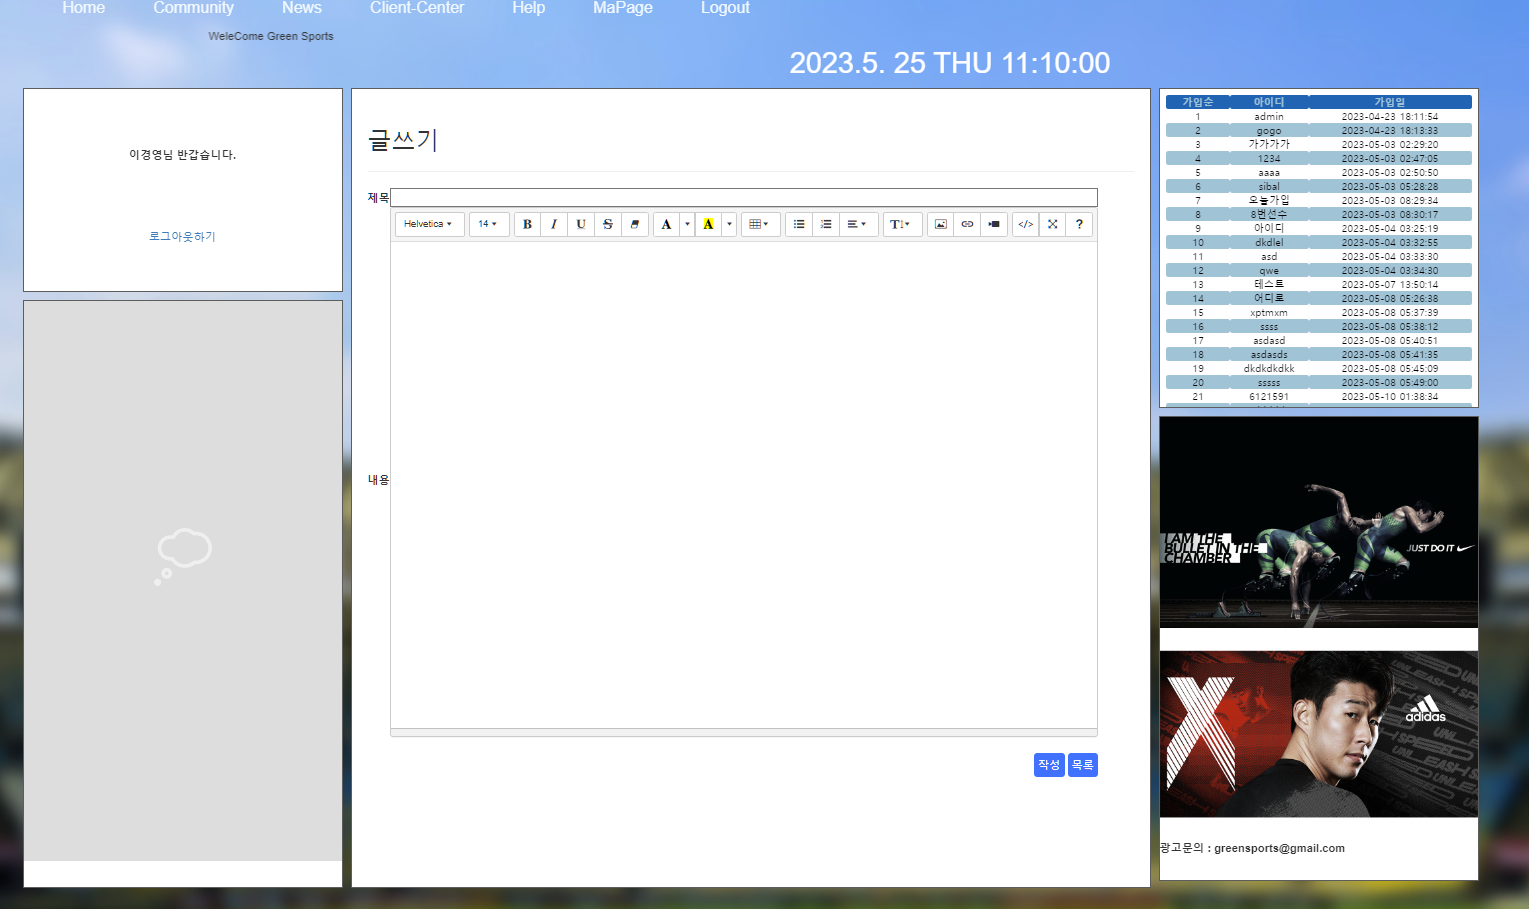 Home Community News Client-Center Help MaPage Logout
WeleCome Green Sports
2023.5. 25 THU 11:10:00
이경영님 반갑습니다.
로그아웃하기
글쓰기
제목
Helvetica 14 B I U S A A T </> ?
내용
작성 목록
가입순 아이디 가입일
1 admin 2023-04-23 18:11:54
2 gogo 2023-04-23 18:13:33
3 가가가가 2023-05-03 02:29:20
4 1234 2023-05-03 02:47:05
5 aaaa 2023-05-03 02:50:50
6 sibal 2023-05-03 05:28:28
7 오늘가입 2023-05-03 08:29:34
8 8번선수 2023-05-03 08:30:17
9 아이디 2023-05-04 03:25:19
10 dkdlel 2023-05-04 03:32:55
11 asd 2023-05-04 03:33:30
12 qwe 2023-05-04 03:34:30
13 테스트 2023-05-07 13:50:14
14 어디로 2023-05-08 05:26:38
15 xptmxm 2023-05-08 05:37:39
16 ssss 2023-05-08 05:38:12
17 asdasd 2023-05-08 05:40:51
18 asdasds 2023-05-08 05:41:35
19 dkdkdkdkk 2023-05-08 05:45:09
20 sssss 2023-05-08 05:49:00
21 6121591 2023-05-10 01:38:34
I AM THE
BULLET IN THE
CHAMBER
JUST DO IT
X
adidas
UNLEASH SPEED
광고문의 : greensports@gmail.com